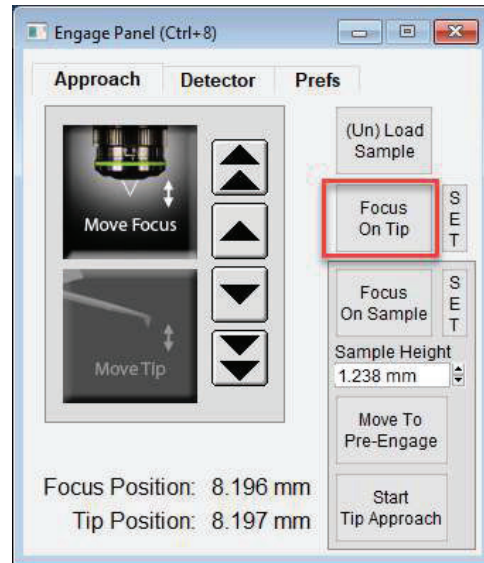 Engage Panel (Ctrl+8)
Approach Detector Prefs
Move Focus
Move Tip
(Un) Load
Sample
Focus
On Tip
S
E
T
Focus
On Sample
S
E
T
Sample Height
1.238 mm
Move To
Pre-Engage
Start
Tip Approach
Focus Position: 8.196 mm
Tip Position: 8.197 mm